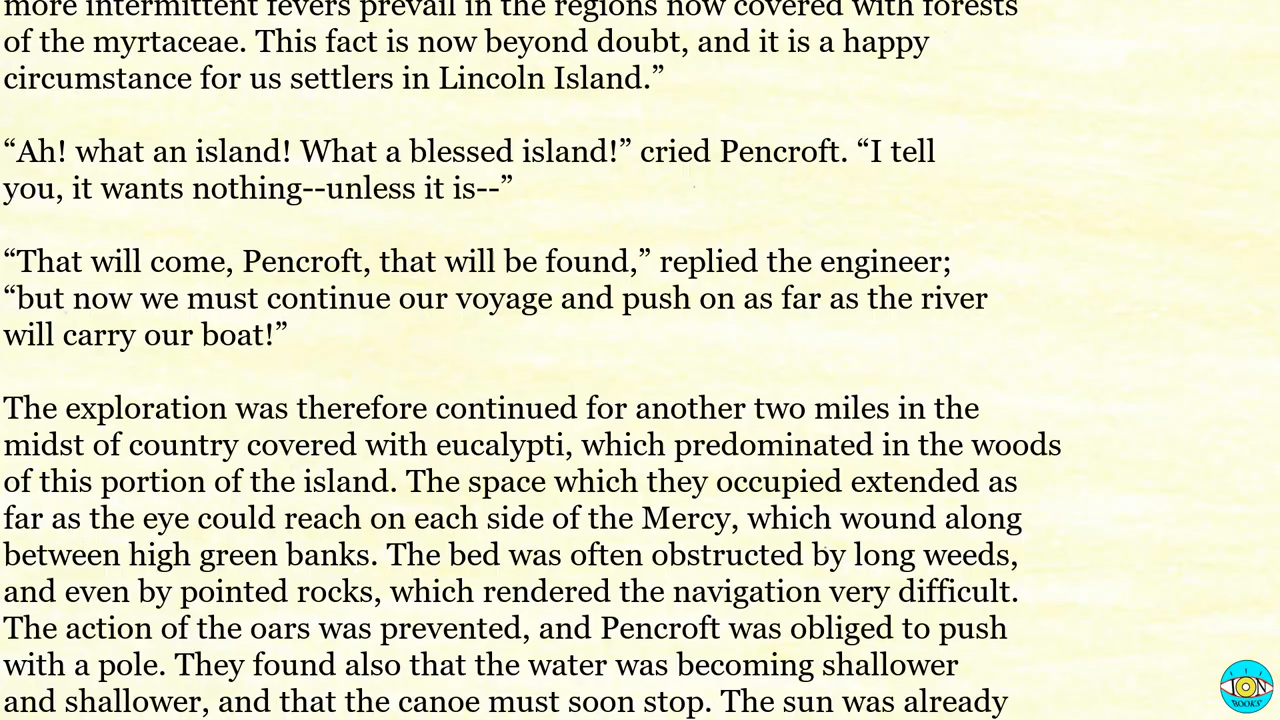 more intermittent fevers prevail in the regions now covered with forests
of the myrtaceae. This fact is now beyond doubt, and it is a happy
circumstance for us settlers in Lincoln Island.”
“Ah! what an island! What a blessed island!” cried Pencroft. “I tell
you, it wants nothing--unless it is--”
“That will come, Pencroft, that will be found,” replied the engineer;
“but now we must continue our voyage and push on as far as the river
will carry our boat!”
The exploration was therefore continued for another two miles in the
midst of country covered with eucalypti, which predominated in the woods
of this portion of the island. The space which they occupied extended as
far as the eye could reach on each side of the Mercy, which wound along
between high green banks. The bed was often obstructed by long weeds,
and even by pointed rocks, which rendered the navigation very difficult.
The action of the oars was prevented, and Pencroft was obliged to push
with a pole. They found also that the water was becoming shallower
and shallower, and that the canoe must soon stop. The sun was already
ION
BOOKS